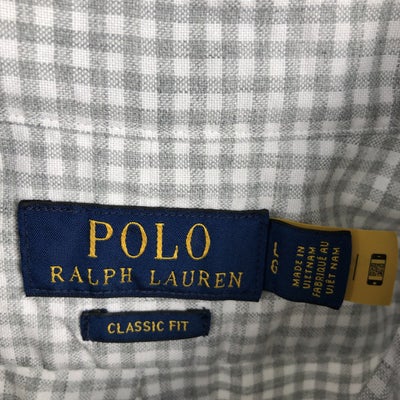 POLO
RALPH LAUREN
CLASSIC FIT
MADE IN
VIETNAM
FABRIQUÉ AU
VIÊT NAM